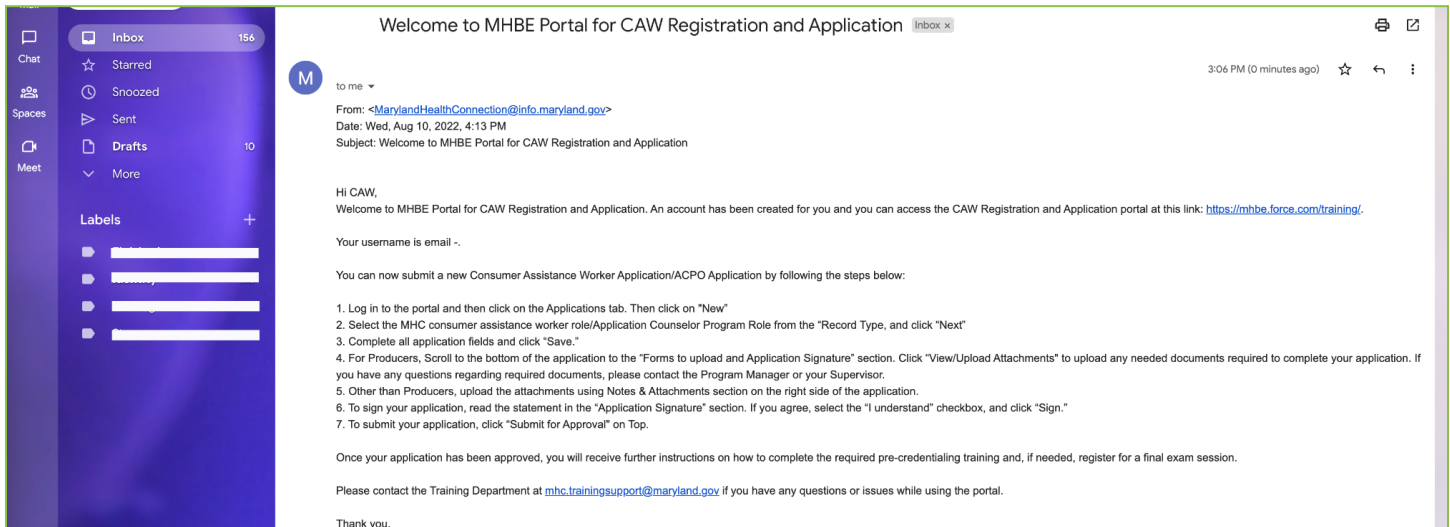 Welcome to MHBE Portal for CAW Registration and Application Inbox x
Inbox 156
Chat
Starred
3:06 PM (0 minutes ago)
M
to me
Snoozed
From: <MarylandHealthConnection@info.maryland.gov>
Spaces
Sent
Date: Wed, Aug 10, 2022, 4:13 PM
Drafts 10
Subject: Welcome to MHBE Portal for CAW Registration and Application
Meet
More
Labels +
Hi CAW,
Welcome to MHBE Portal for CAW Registration and Application. An account has been created for you and you can access the CAW Registration and Application portal at this link: https://mhbe.force.com/training/.
Your username is email -.
You can now submit a new Consumer Assistance Worker Application/ACPO Application by following the steps below:
1. Log in to the portal and then click on the Applications tab. Then click on "New"
2. Select the MHC consumer assistance worker role/Application Counselor Program Role from the "Record Type, and click "Next"
3. Complete all application fields and click "Save."
4. For Producers, Scroll to the bottom of the application to the "Forms to upload and Application Signature" section. Click "View/Upload Attachments" to upload any needed documents required to complete your application. If
you have any questions regarding required documents, please contact the Program Manager or your Supervisor.
5. Other than Producers, upload the attachments using Notes & Attachments section on the right side of the application.
6. To sign your application, read the statement in the "Application Signature" section. If you agree, select the "I understand" checkbox, and click "Sign."
7. To submit your application, click "Submit for Approval" on Top.
Once your application has been approved, you will receive further instructions on how to complete the required pre-credentialing training and, if needed, register for a final exam session.
Please contact the Training Department at mhc.trainingsupport@maryland.gov if you have any questions or issues while using the portal.
Thank you,